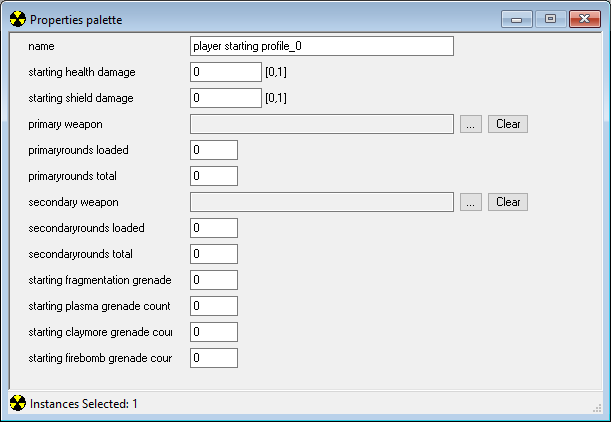 Properties palette
name player starting profile_0
starting health damage 0 [0,1]
starting shield damage 0 [0,1]
primary weapon ... Clear
primaryrounds loaded 0
primaryrounds total 0
secondary weapon ... Clear
secondaryrounds loaded 0
secondaryrounds total 0
starting fragmentation grenade 0
starting plasma grenade count 0
starting claymore grenade cour 0
starting firebomb grenade cour 0
Instances Selected: 1